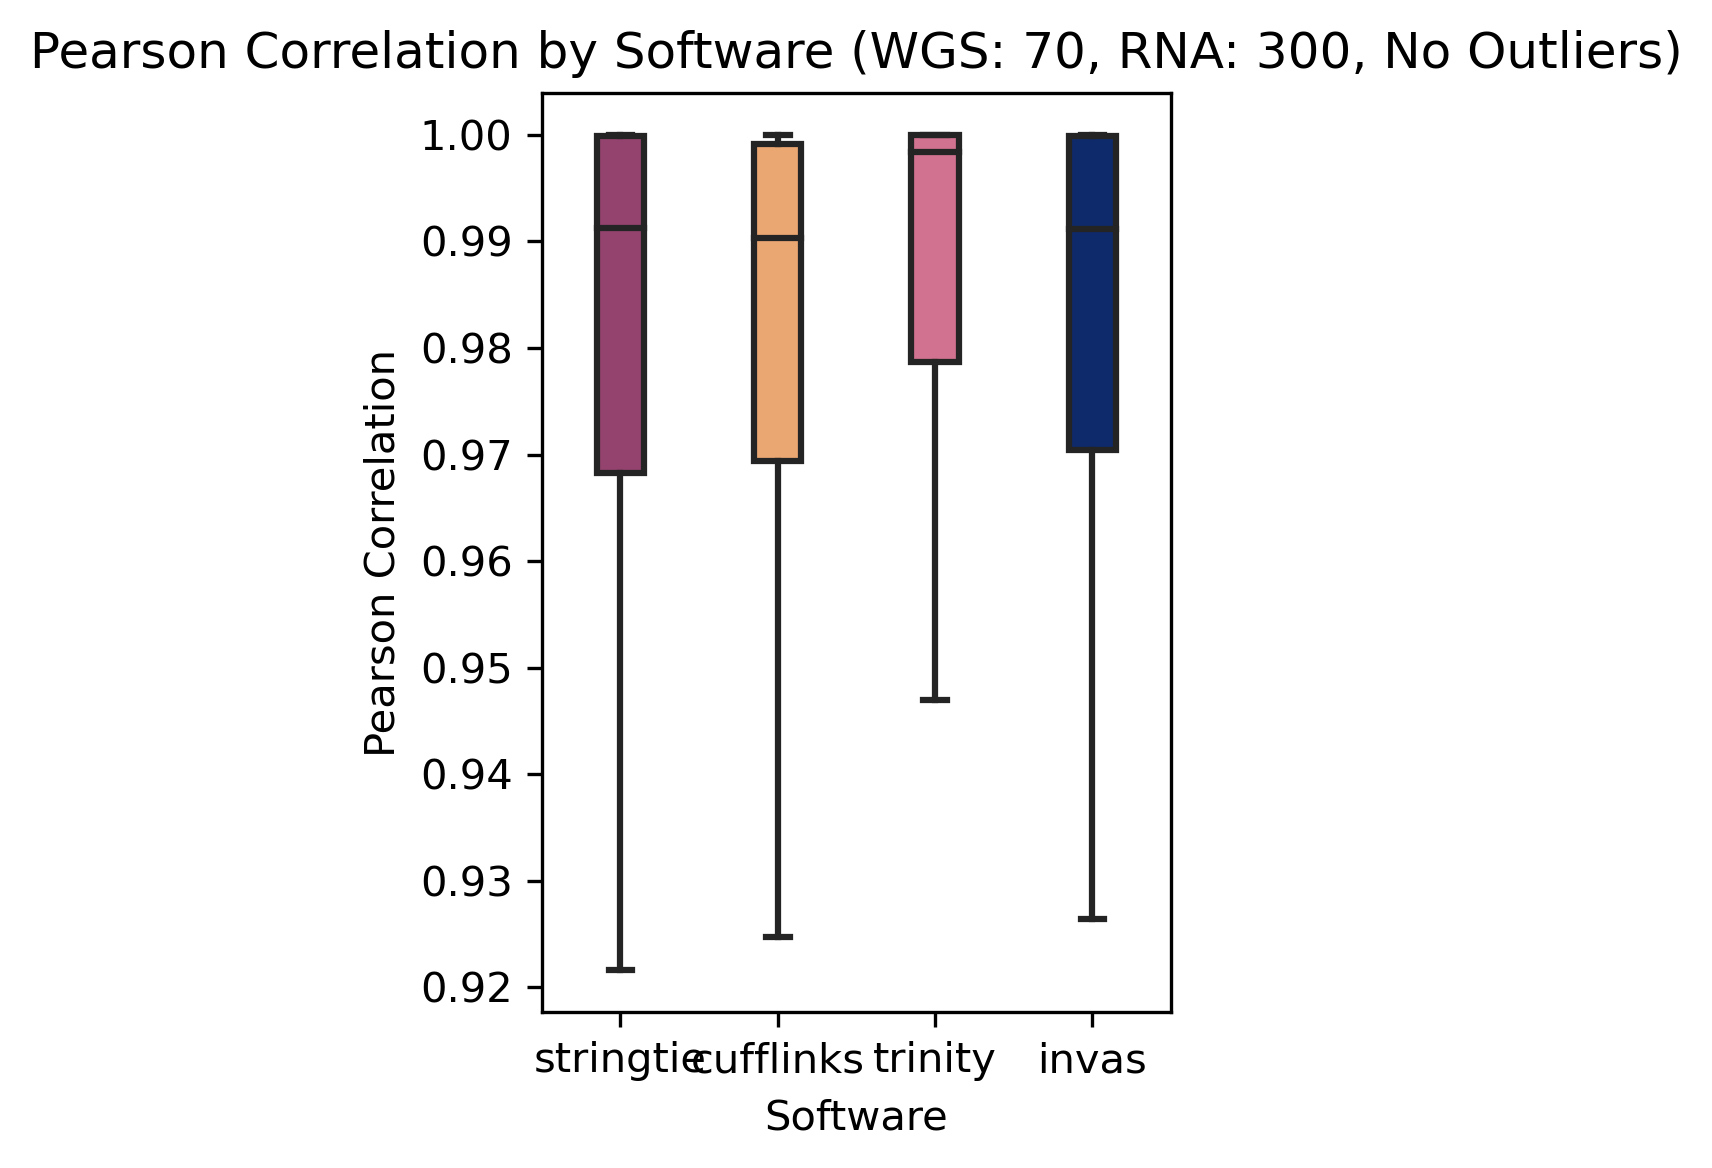 Pearson Correlation by Software (WGS: 70, RNA: 300, No Outliers)
1.00
0.99
0.98
0.97
0.96
0.95
0.94
0.93
0.92
Pearson Correlation
stringtie cufflinks trinity invas
Software